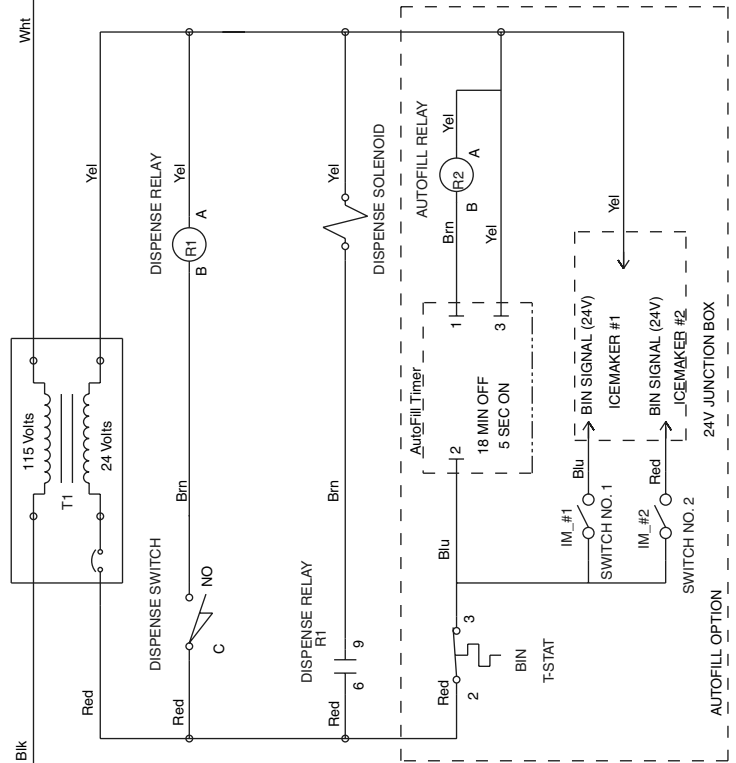 Blk
Wht
115 Volts
T1
24 Volts
Red
Yel
DISPENSE SWITCH
Red
C
NO
Brn
DISPENSE RELAY
B
R1
A
Yel
DISPENSE RELAY
R1
Red
6
9
Brn
DISPENSE SOLENOID
Yel
AUTOFILL RELAY
Brn
B
R2
A
Yel
Yel
Red
2
3
BIN
T-STAT
Blu
AutoFill Timer
2
1
3
18 MIN OFF
5 SEC ON
IM_#1
SWITCH NO. 1
Blu
BIN SIGNAL (24V)
ICEMAKER #1
IM_#2
SWITCH NO. 2
Red
BIN SIGNAL (24V)
ICEMAKER #2
Yel
24V JUNCTION BOX
AUTOFILL OPTION